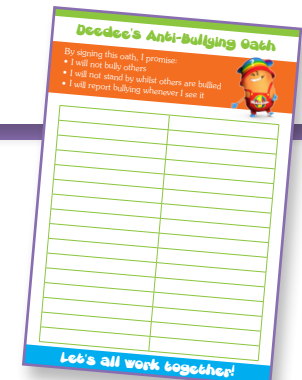 Deedee's Anti-Bullying Oath
By signing this oath, I promise:
• I will not bully others
• I will not stand by whilst others are bullied
• I will report bullying whenever I see it
Let's all work together!